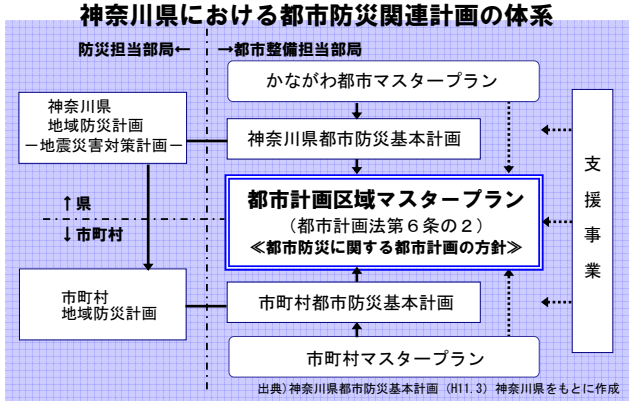 神奈川県における都市防災関連計画の体系
防災担当部局← →都市整備担当部局
かながわ都市マスタープラン
神奈川県
地域防災計画
－地震災害対策計画－
神奈川県都市防災基本計画
都市計画区域マスタープラン
（都市計画法第６条の２）
≪都市防災に関する都市計画の方針≫
↑県
↓市町村
市町村
地域防災計画
市町村都市防災基本計画
市町村マスタープラン
支援事業
出典）神奈川県都市防災基本計画（H11.3）神奈川県をもとに作成